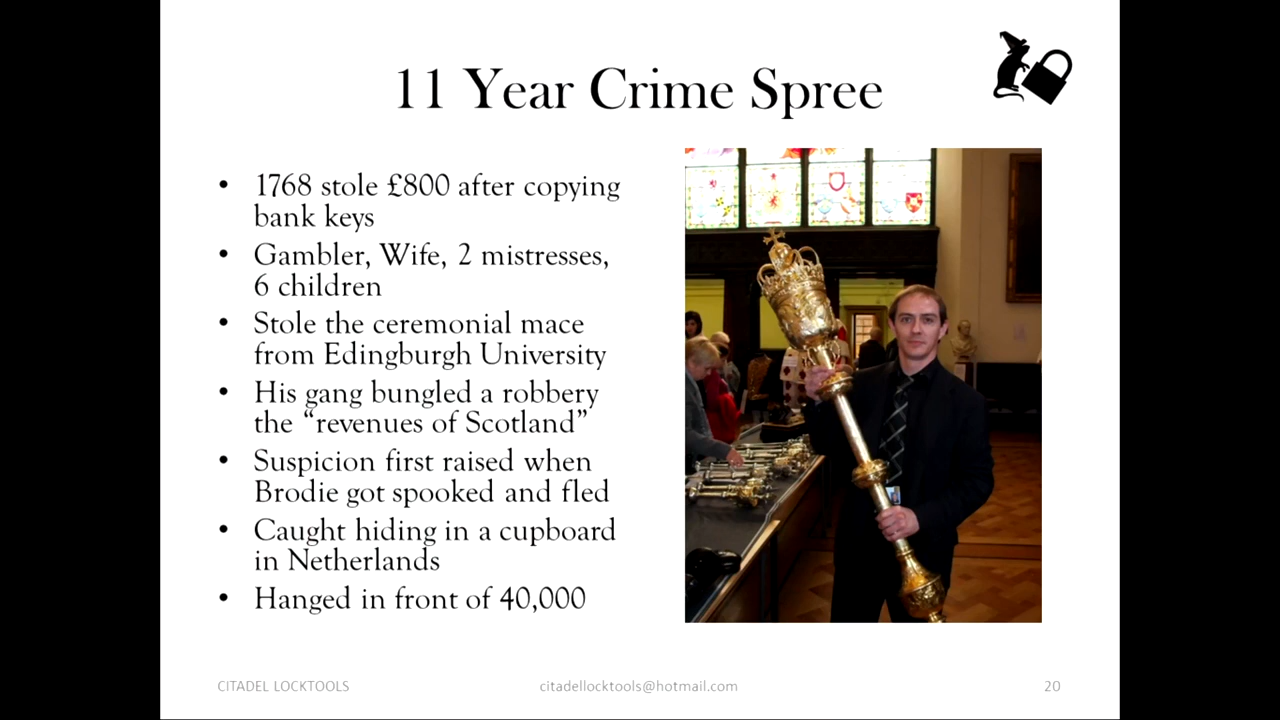 11 Year Crime Spree
• 1768 stole £800 after copying
bank keys
• Gambler, Wife, 2 mistresses,
6 children
• Stole the ceremonial mace
from Edingburgh University
• His gang bungled a robbery
the “revenues of Scotland”
• Suspicion first raised when
Brodie got spooked and fled
• Caught hiding in a cupboard
in Netherlands
• Hanged in front of 40,000
CITADEL LOCKTOOLS
citadellocktools@hotmail.com
20